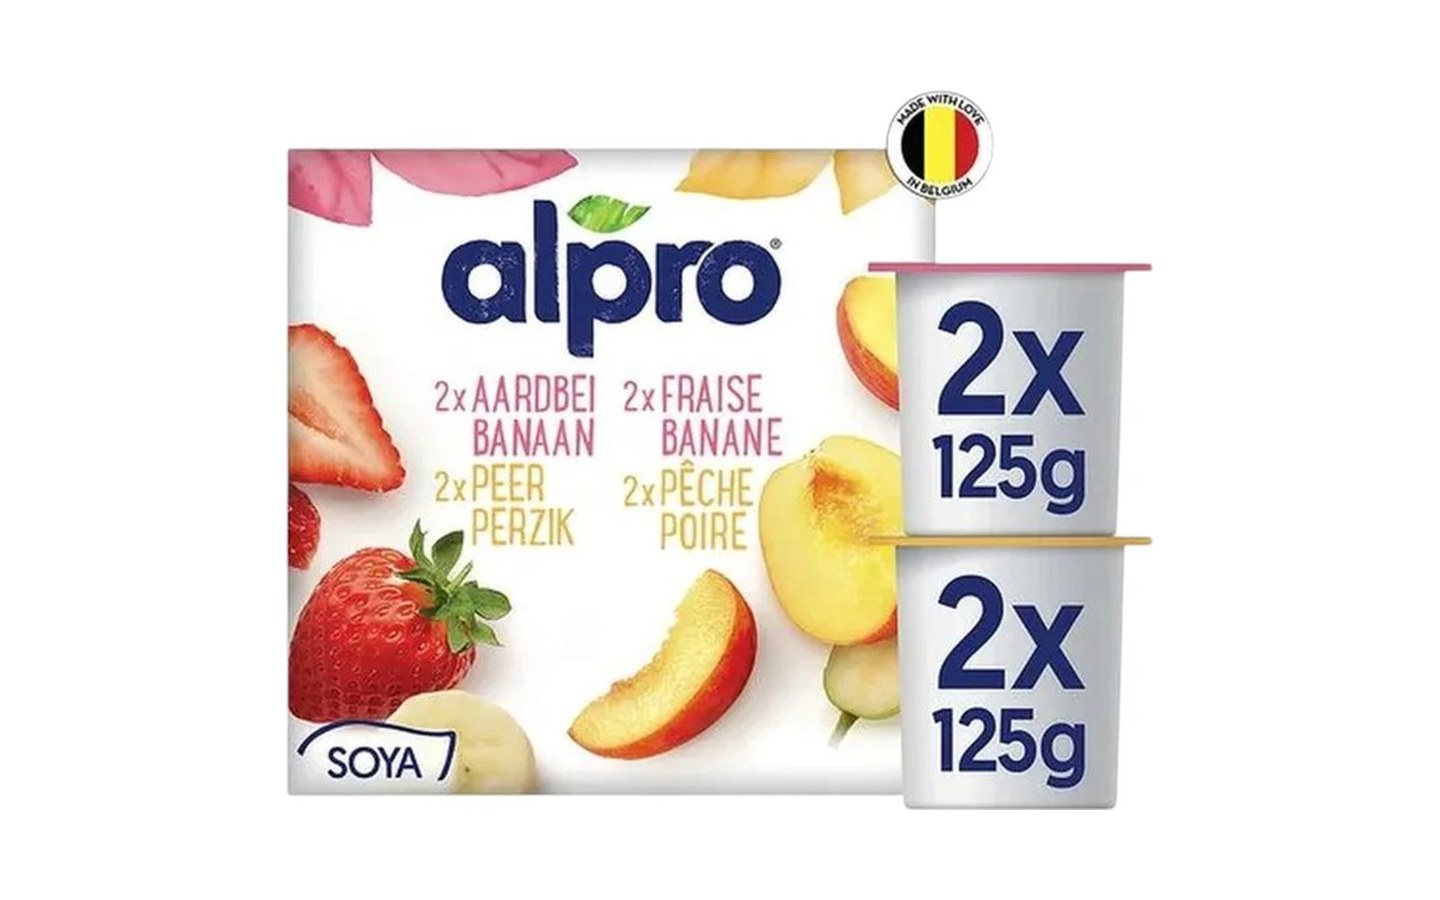 MADE WITH LOVE
IN BELGIUM
alpro®
2x AARDBEI
BANAAN
2x PEER
PERZIK
2x FRAISE
BANANE
2x PÊCHE
POIRE
2x
125g
2x
125g
SOYA